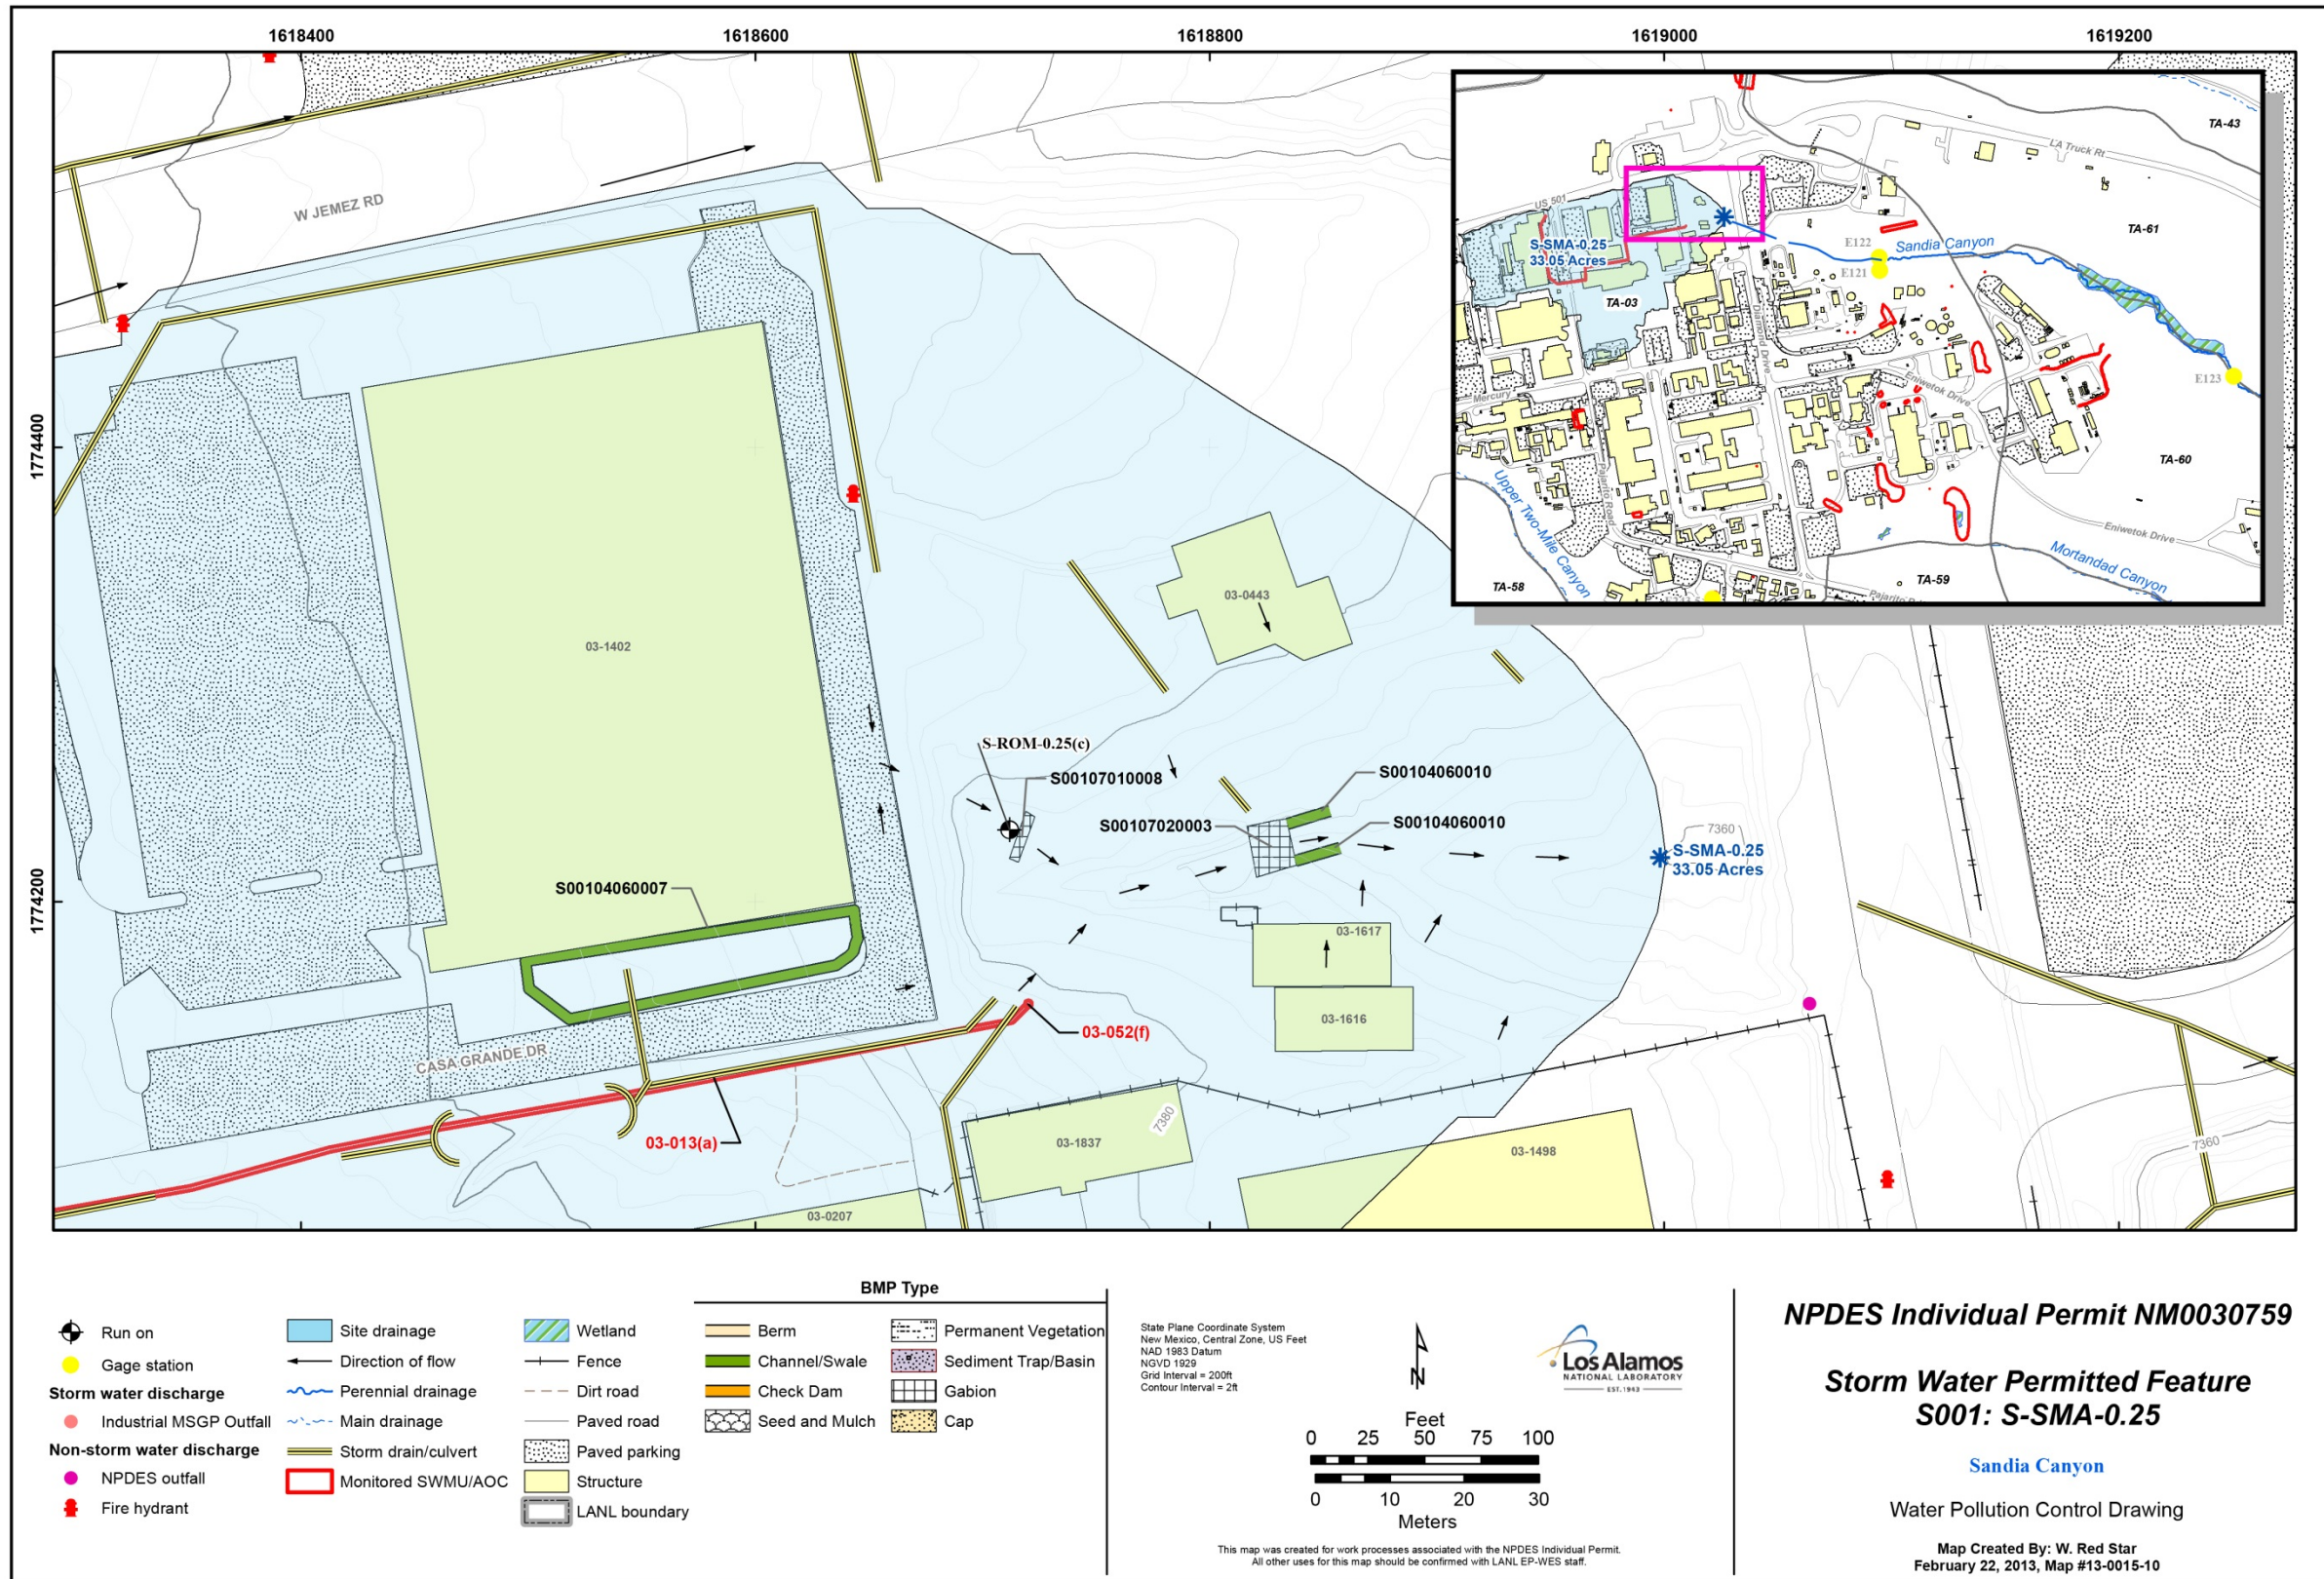 1618400
1618600
1618800
1619000
1619200
1774400
1774200
W JEMEZ RD
03-1402
03-0443
S-ROM-0.25(c)
S00107010008
S00104060010
S00107020003
S00104060010
S00104060007
7360
S-SMA-0.25
33.05 Acres
03-1617
03-1616
03-052(f)
CASA GRANDE DR
03-013(a)
03-1837
7380
03-1498
03-0207
7360
TA-43
LA Truck Rt
US 501
TA-61
S-SMA-0.25
33.05 Acres
E122
Sandia Canyon
E121
TA-03
Diamond Drive
Mercury
Eniwetok Drive
E123
TA-60
Pajarito Road
Upper Two-Mile Canyon
Eniwetok Drive
Mortandad Canyon
TA-58
TA-59
BMP Type
Run on
Gage station
Storm water discharge
Industrial MSGP Outfall
Non-storm water discharge
NPDES outfall
Fire hydrant
Site drainage
Direction of flow
Perennial drainage
Main drainage
Storm drain/culvert
Monitored SWMU/AOC
Wetland
Fence
Dirt road
Paved road
Paved parking
Structure
LANL boundary
Berm
Channel/Swale
Check Dam
Seed and Mulch
Permanent Vegetation
Sediment Trap/Basin
Gabion
Cap
State Plane Coordinate System
New Mexico, Central Zone, US Feet
NAD 1983 Datum
NGVD 1929
Grid Interval = 200ft
Contour Interval = 2ft
N
Los Alamos
NATIONAL LABORATORY
EST. 1943
Feet
0 25 50 75 100
0 10 20 30
Meters
This map was created for work processes associated with the NPDES Individual Permit.
All other uses for this map should be confirmed with LANL EP-WES staff.
NPDES Individual Permit NM0030759
Storm Water Permitted Feature
S001: S-SMA-0.25
Sandia Canyon
Water Pollution Control Drawing
Map Created By: W. Red Star
February 22, 2013, Map #13-0015-10